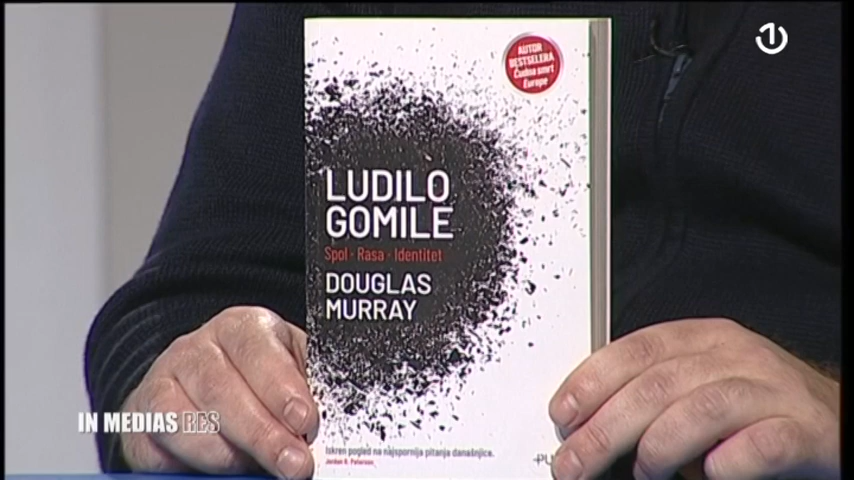 AUTOR
BESTSELERA
Čudna smrt
Europe
LUDILO
GOMILE
Spol • Rasa • Identitet
DOUGLAS
MURRAY
IN MEDIAS RES
Iskren pogled na najspornija pitanja današnjice.
Jordan B. Peterson
1